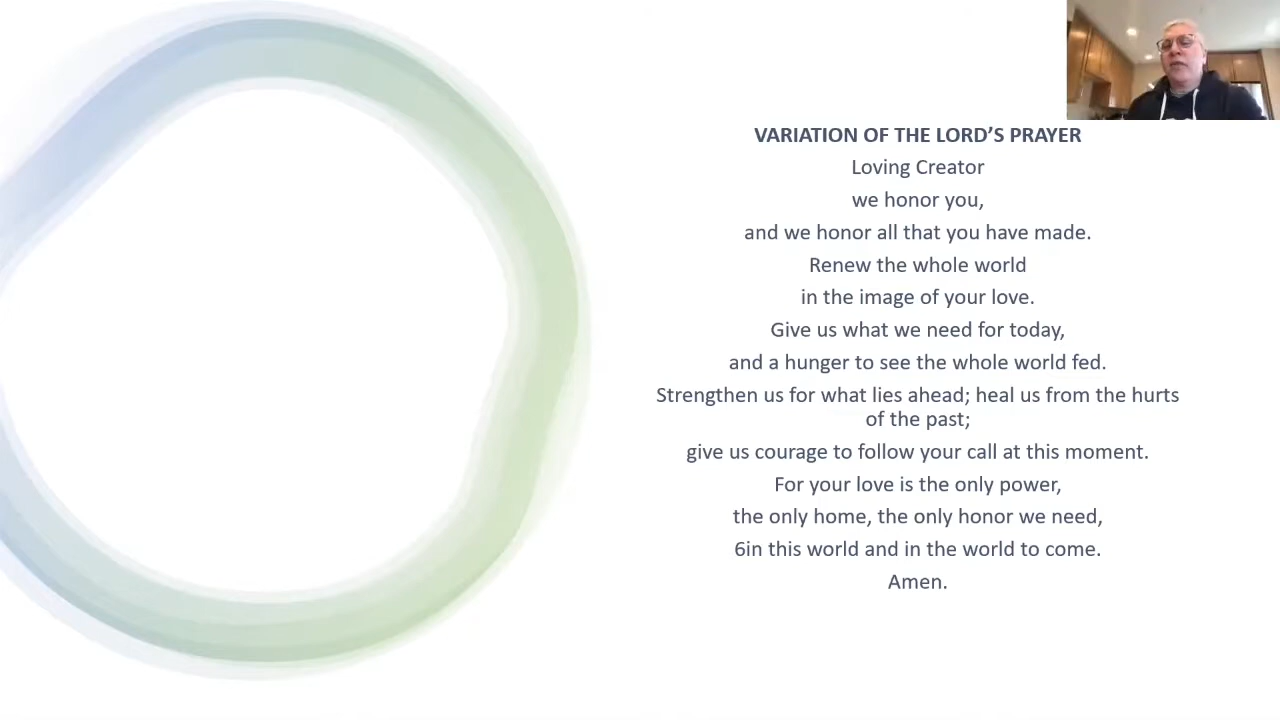 VARIATION OF THE LORD’S PRAYER
Loving Creator
we honor you,
and we honor all that you have made.
Renew the whole world
in the image of your love.
Give us what we need for today,
and a hunger to see the whole world fed.
Strengthen us for what lies ahead; heal us from the hurts
of the past;
give us courage to follow your call at this moment.
For your love is the only power,
the only home, the only honor we need,
6in this world and in the world to come.
Amen.